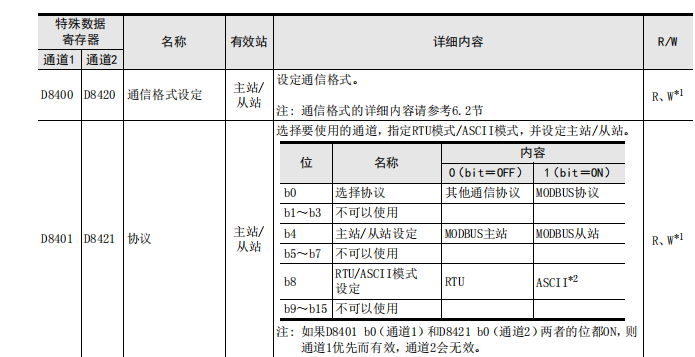 特殊数据
寄存器
名称
有效站
详细内容
R/W
通道1
通道2
D8400
D8420
通信格式设定
主站/
从站
设定通信格式。
注: 通信格式的详细内容请参考6.2节
R、W*1
D8401
D8421
协议
主站/
从站
选择要使用的通道,指定RTU模式/ASCII模式,并设定主站/从站。
位
名称
内容
0(bit=OFF)
1(bit=ON)
b0
选择协议
其他通信协议
MODBUS协议
b1～b3
不可以使用
b4
主站/从站设定
MODBUS主站
MODBUS从站
b5～b7
不可以使用
b8
RTU/ASCII模式
设定
RTU
ASCII*2
b9～b15
不可以使用
注: 如果D8401 b0(通道1)和D8421 b0(通道2)两者的位都ON,则
通道1优先而有效,通道2会无效。
R、W*1